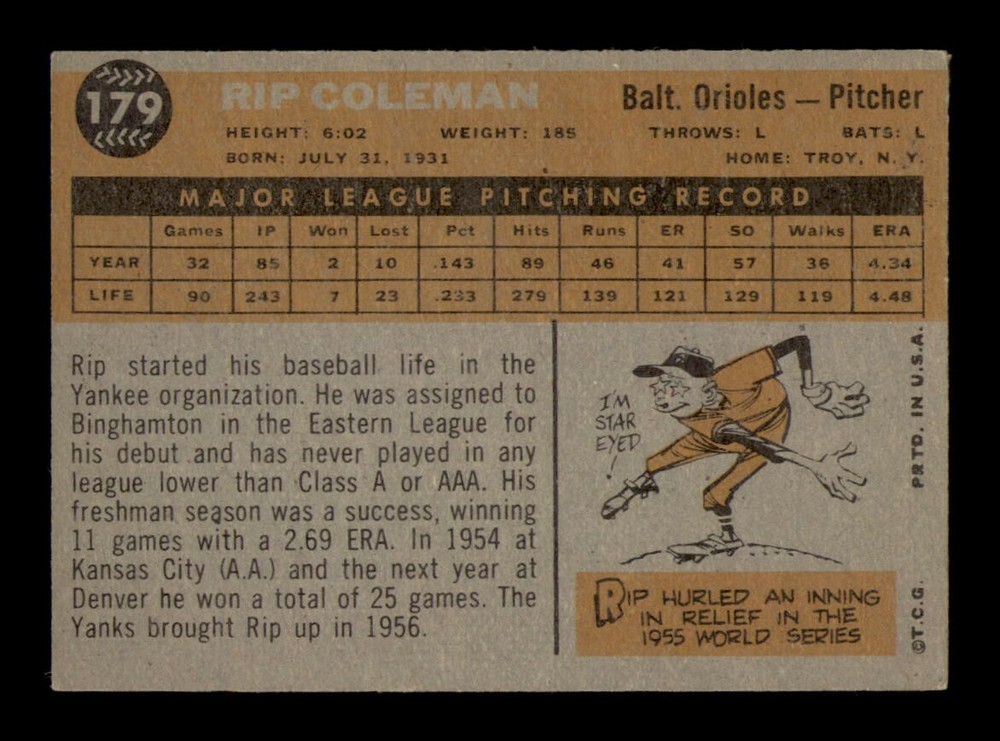 179
RIP COLEMAN
Balt. Orioles — Pitcher
HEIGHT: 6:02 WEIGHT: 185 THROWS: L BATS: L
BORN: JULY 31, 1931 HOME: TROY, N. Y.
MAJOR LEAGUE PITCHING RECORD
Games IP Won Lost Pct Hits Runs ER SO Walks ERA
YEAR 32 85 2 10 .143 89 46 41 57 36 4.34
LIFE 90 243 7 23 .233 279 139 121 129 119 4.48
Rip started his baseball life in the
Yankee organization. He was assigned to
Binghamton in the Eastern League for
his debut and has never played in any
league lower than Class A or AAA. His
freshman season was a success, winning
11 games with a 2.69 ERA. In 1954 at
Kansas City (A.A.) and the next year at
Denver he won a total of 25 games. The
Yanks brought Rip up in 1956.
I'M
STAR
EYED
!
RIP HURLED AN INNING
IN RELIEF IN THE
1955 WORLD SERIES
©T.C.G. PRTD. IN U.S.A.